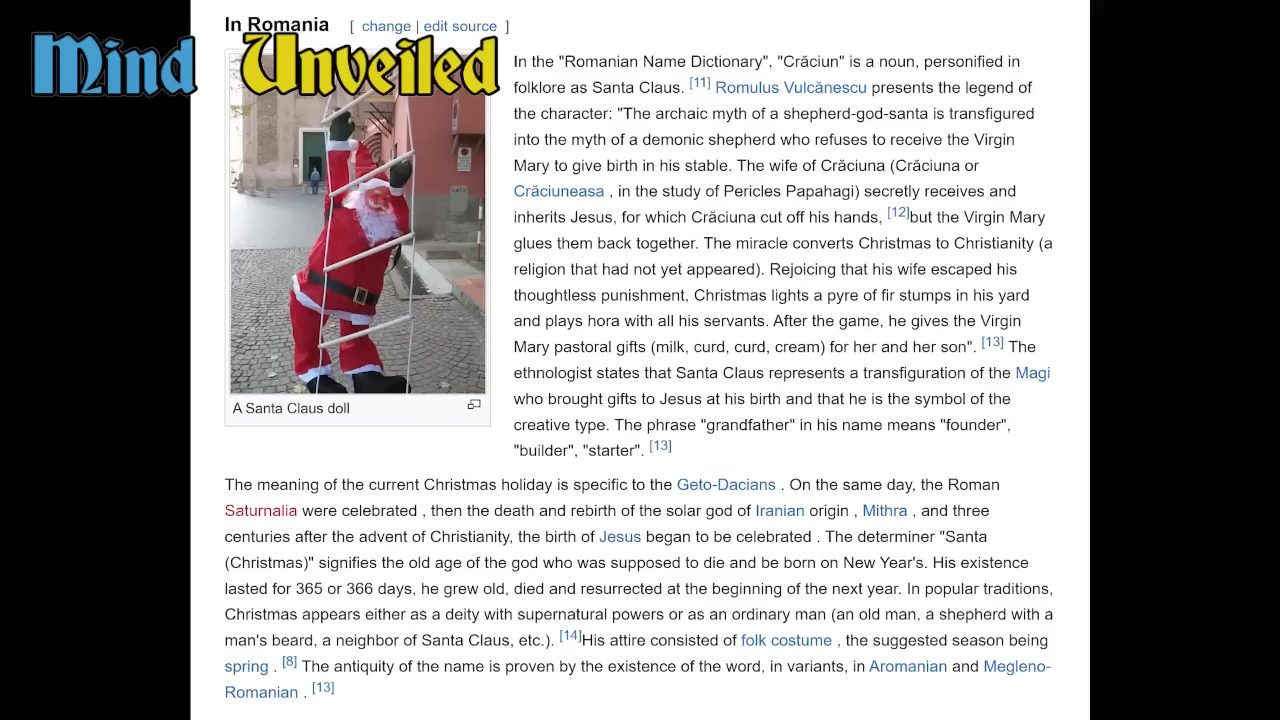 In Romania [ change | edit source ]
Mind Unveiled
In the "Romanian Name Dictionary", "Crăciun" is a noun, personified in
folklore as Santa Claus. [11] Romulus Vulcănescu presents the legend of
the character: "The archaic myth of a shepherd-god-santa is transfigured
into the myth of a demonic shepherd who refuses to receive the Virgin
Mary to give birth in his stable. The wife of Crăciuna (Crăciuna or
Crăciuneasa , in the study of Pericles Papahagi) secretly receives and
inherits Jesus, for which Crăciuna cut off his hands, [12]but the Virgin Mary
glues them back together. The miracle converts Christmas to Christianity (a
religion that had not yet appeared). Rejoicing that his wife escaped his
thoughtless punishment, Christmas lights a pyre of fir stumps in his yard
and plays hora with all his servants. After the game, he gives the Virgin
Mary pastoral gifts (milk, curd, curd, cream) for her and her son". [13] The
ethnologist states that Santa Claus represents a transfiguration of the Magi
who brought gifts to Jesus at his birth and that he is the symbol of the
creative type. The phrase "grandfather" in his name means "founder",
"builder", "starter". [13]
A Santa Claus doll
The meaning of the current Christmas holiday is specific to the Geto-Dacians . On the same day, the Roman
Saturnalia were celebrated , then the death and rebirth of the solar god of Iranian origin , Mithra , and three
centuries after the advent of Christianity, the birth of Jesus began to be celebrated . The determiner "Santa
(Christmas)" signifies the old age of the god who was supposed to die and be born on New Year's. His existence
lasted for 365 or 366 days, he grew old, died and resurrected at the beginning of the next year. In popular traditions,
Christmas appears either as a deity with supernatural powers or as an ordinary man (an old man, a shepherd with a
man's beard, a neighbor of Santa Claus, etc.). [14]His attire consisted of folk costume , the suggested season being
spring . [8] The antiquity of the name is proven by the existence of the word, in variants, in Aromanian and Megleno-
Romanian . [13]